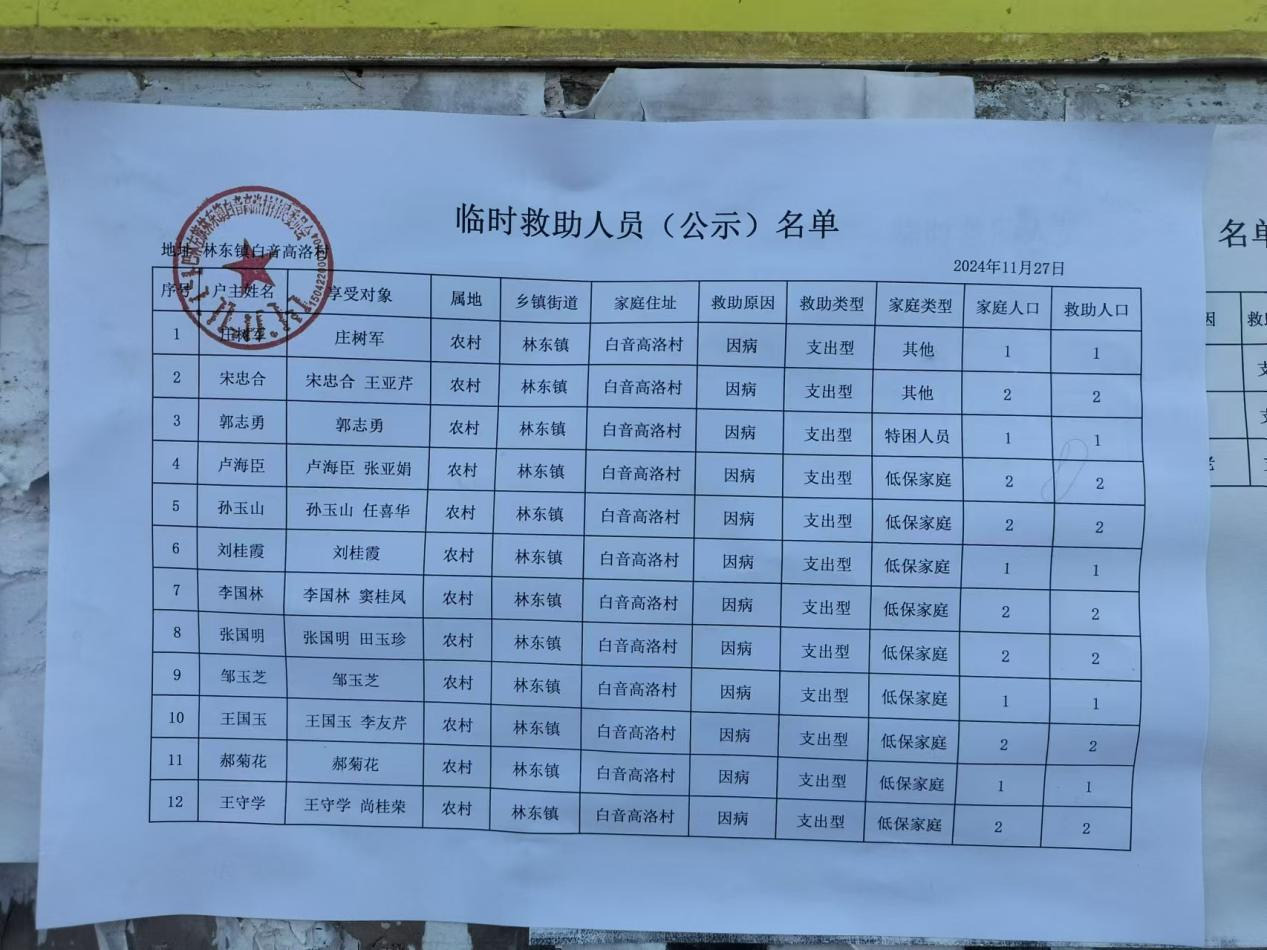 临时救助人员（公示）名单
地址 林东镇白音高洛村
2024年11月27日
序号 户主姓名 享受对象 属地 乡镇街道 家庭住址 救助原因 救助类型 家庭类型 家庭人口 救助人口
1 庄树军 庄树军 农村 林东镇 白音高洛村 因病 支出型 其他 1 1
2 宋忠合 宋忠合 王亚芹 农村 林东镇 白音高洛村 因病 支出型 其他 2 2
3 郭志勇 郭志勇 农村 林东镇 白音高洛村 因病 支出型 特困人员 1 1
4 卢海臣 卢海臣 张亚娟 农村 林东镇 白音高洛村 因病 支出型 低保家庭 2 2
5 孙玉山 孙玉山 任喜华 农村 林东镇 白音高洛村 因病 支出型 低保家庭 2 2
6 刘桂霞 刘桂霞 农村 林东镇 白音高洛村 因病 支出型 低保家庭 1 1
7 李国林 李国林 窦桂凤 农村 林东镇 白音高洛村 因病 支出型 低保家庭 2 2
8 张国明 张国明 田玉珍 农村 林东镇 白音高洛村 因病 支出型 低保家庭 2 2
9 邹玉芝 邹玉芝 农村 林东镇 白音高洛村 因病 支出型 低保家庭 1 1
10 王国玉 王国玉 李友芹 农村 林东镇 白音高洛村 因病 支出型 低保家庭 2 2
11 郝菊花 郝菊花 农村 林东镇 白音高洛村 因病 支出型 低保家庭 1 1
12 王守学 王守学 尚桂荣 农村 林东镇 白音高洛村 因病 支出型 低保家庭 2 2
名单